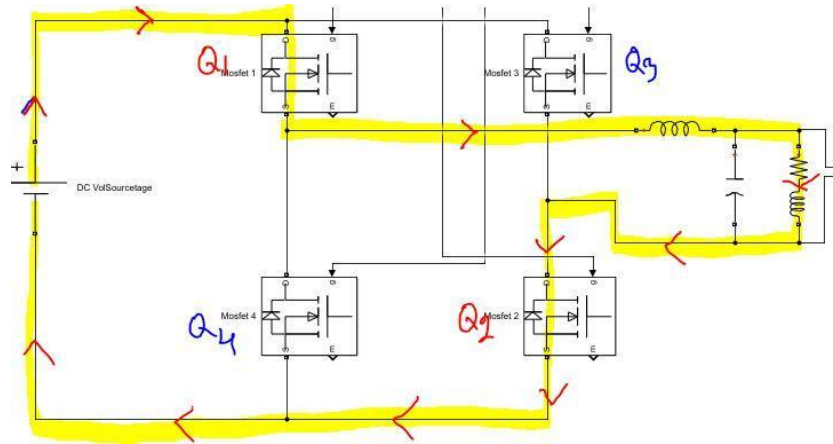 D
g
Q1
Mosfet 1
S
m
D
g
Mosfet 3
Q3
S
m
+
DC VolSourcetage
+
+
+
D
g
Mosfet 4
Q4
S
m
D
g
Q2
Mosfet 2
S
m